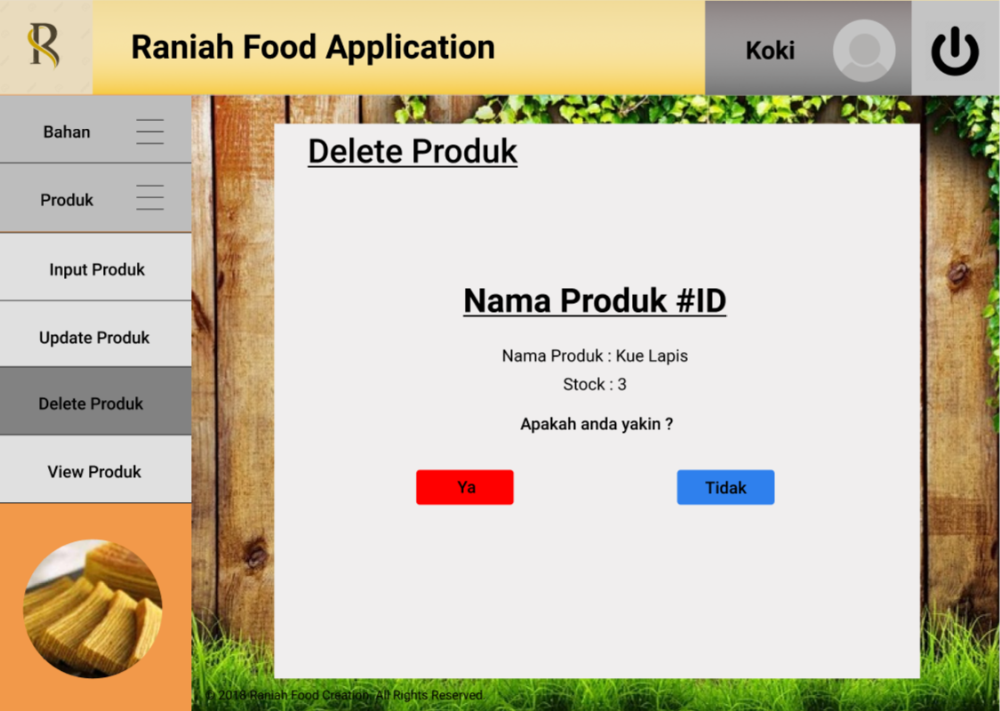 R
Raniah Food Application
Koki
Bahan
Produk
Input Produk
Update Produk
Delete Produk
View Produk
Delete Produk
Nama Produk #ID
Nama Produk : Kue Lapis
Stock : 3
Apakah anda yakin ?
Ya
Tidak
© 2018 Raniah Food Creation. All Rights Reserved.